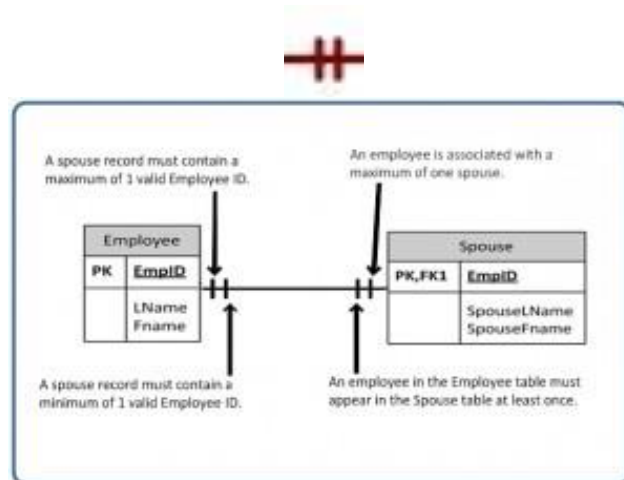 A spouse record must contain a
maximum of 1 valid Employee ID.
An employee is associated with a
maximum of one spouse.
Employee
PK EmpID
LName
Fname
Spouse
PK,FK1 EmpID
SpouseLName
SpouseFname
A spouse record must contain a
minimum of 1 valid Employee ID.
An employee in the Employee table must
appear in the Spouse table at least once.